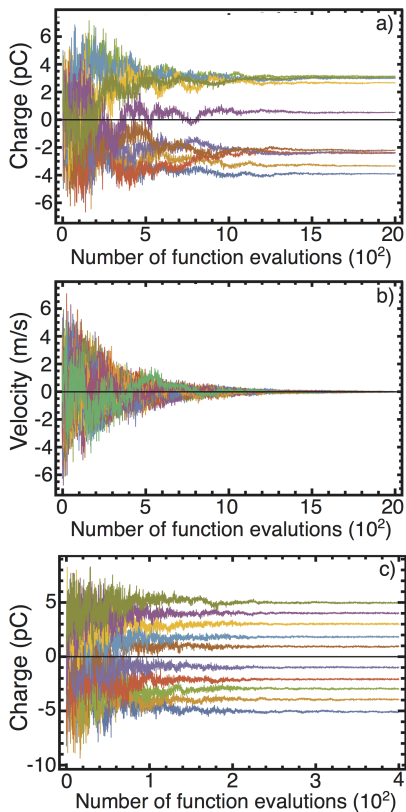 a)
Charge (pC)
6
4
2
0
-2
-4
-6
0 5 10 15 20
Number of function evalutions (10²)
b)
Velocity (m/s)
6
4
2
0
-2
-4
-6
0 5 10 15 20
Number of function evalutions (10²)
c)
Charge (pC)
5
0
-5
-10
0 1 2 3 4
Number of function evalutions (10²)